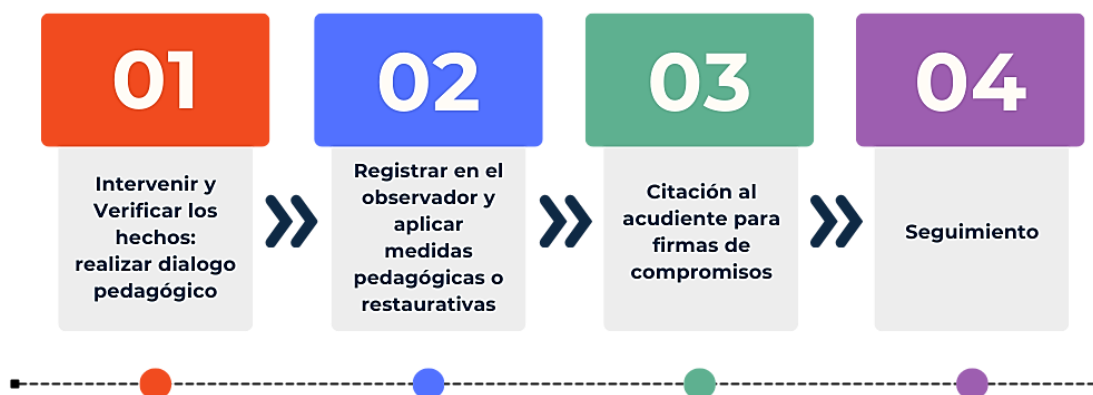 01
Intervenir y
Verificar los
hechos:
realizar dialogo
pedagógico
02
Registrar en el
observador y
aplicar
medidas
pedagógicas o
restaurativas
03
Citación al
acudiente para
firmas de
compromisos
04
Seguimiento